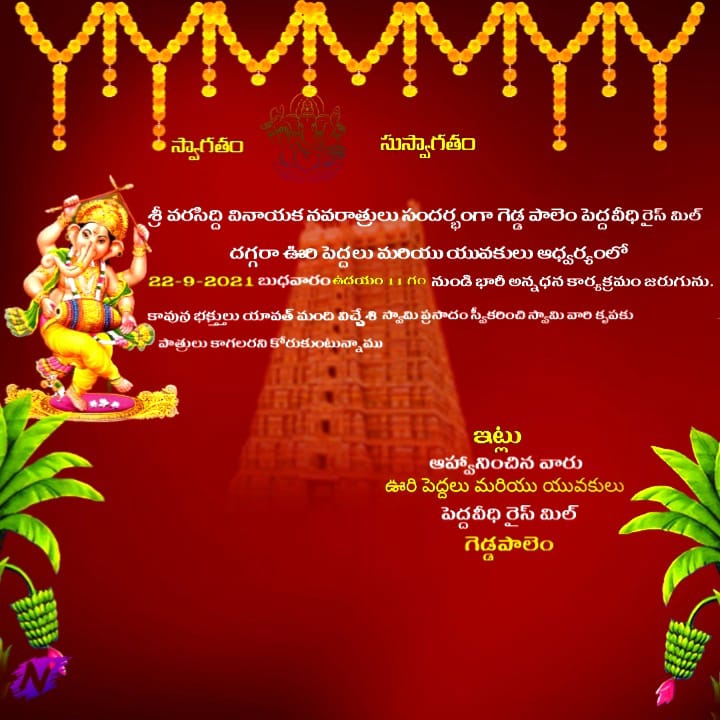 స్వాగతం
సుస్వాగతం
శ్రీ వరసిద్ది వినాయక నవరాత్రులు సందర్భంగా గెడ్డ పాలెం పెద్దవీధి రైస్ మిల్
దగ్గరా ఊరి పెద్దలు మరియు యువకులు అధ్వర్యంలో
22-9-2021 బుధవారం ఉదయం 11 గం నుండి భారీ అన్నధన కార్యక్రమం జరుగును.
కావున భక్తులు యావత్ మంది విచ్చేశి స్వామి ప్రసాదం స్వీకరించి స్వామి వారి కృపకు
పాత్రులు కాగలరని కోరుకుంటున్నాము
ఇట్లు
ఆహ్వానించిన వారు
ఊరి పెద్దలు మరియు యువకులు
పెద్దవీధి రైస్ మిల్
గెడ్డపాలెం
N